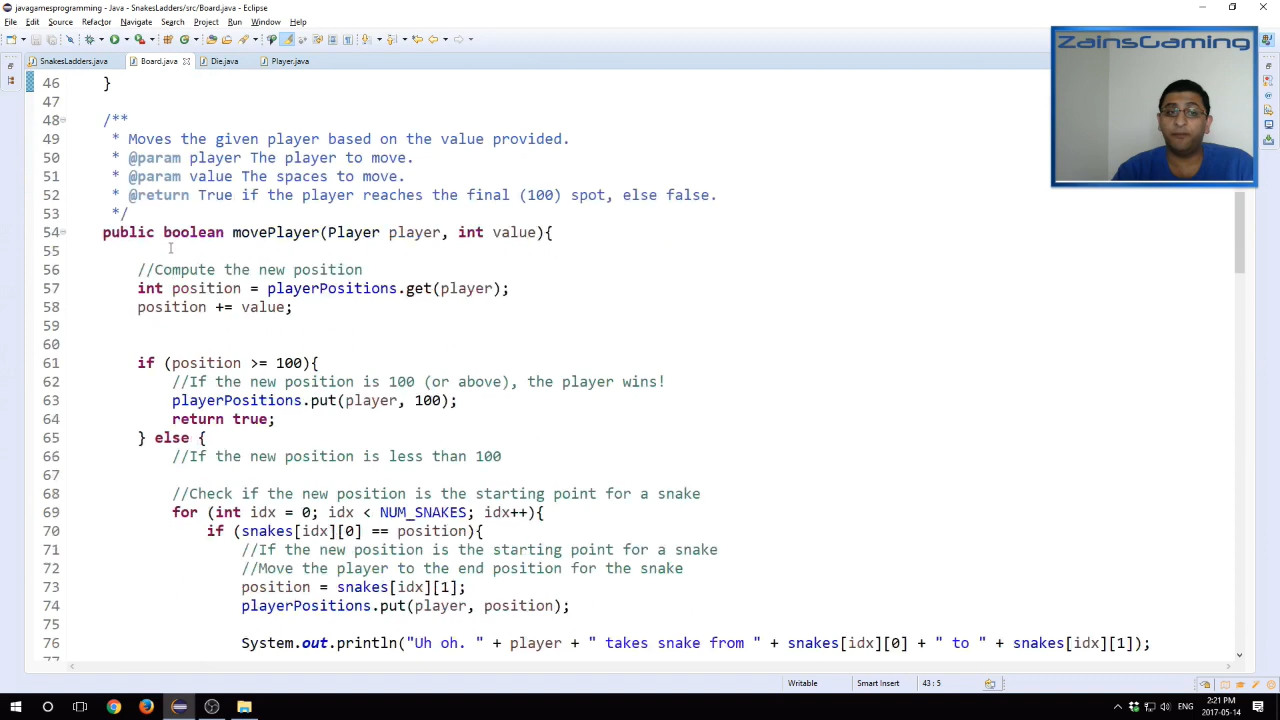 javagamesprogramming - Java - SnakesLadders/src/Board.java - Eclipse
File Edit Source Refactor Navigate Search Project Run Window Help
SnakesLadders.java Board.java Die.java Player.java
ZainsGaming
46 }
47
48 /**
49 * Moves the given player based on the value provided.
50 * @param player The player to move.
51 * @param value The spaces to move.
52 * @return True if the player reaches the final (100) spot, else false.
53 */
54 public boolean movePlayer(Player player, int value){
55
56 //Compute the new position
57 int position = playerPositions.get(player);
58 position += value;
59
60
61 if (position >= 100){
62 //If the new position is 100 (or above), the player wins!
63 playerPositions.put(player, 100);
64 return true;
65 } else {
66 //If the new position is less than 100
67
68 //Check if the new position is the starting point for a snake
69 for (int idx = 0; idx < NUM_SNAKES; idx++){
70 if (snakes[idx][0] == position){
71 //If the new position is the starting point for a snake
72 //Move the player to the end position for the snake
73 position = snakes[idx][1];
74 playerPositions.put(player, position);
75
76 System.out.println("Uh oh. " + player + " takes snake from " + snakes[idx][0] + " to " + snakes[idx][1]);
77
Writable Smart Insert 43 : 5
ENG 2:21 PM
2017-05-14